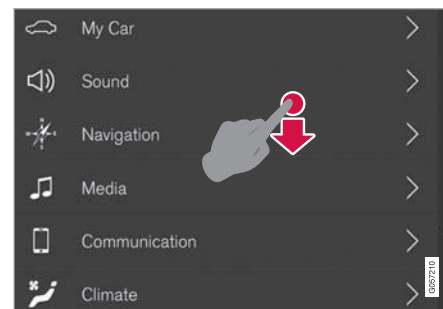 My Car
Sound
Navigation
Media
Communication
Climate
G057210